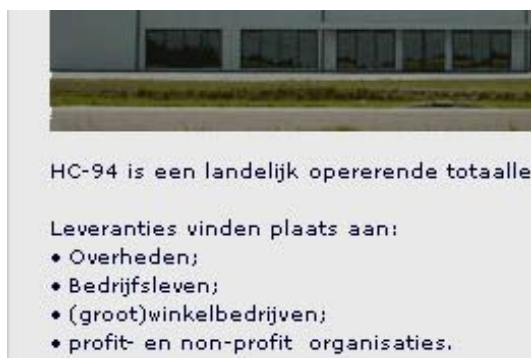 HC-94 is een landelijk opererende totaalle
Leveranties vinden plaats aan:
• Overheden;
• Bedrijfsleven;
• (groot)winkelbedrijven;
• profit- en non-profit organisaties.